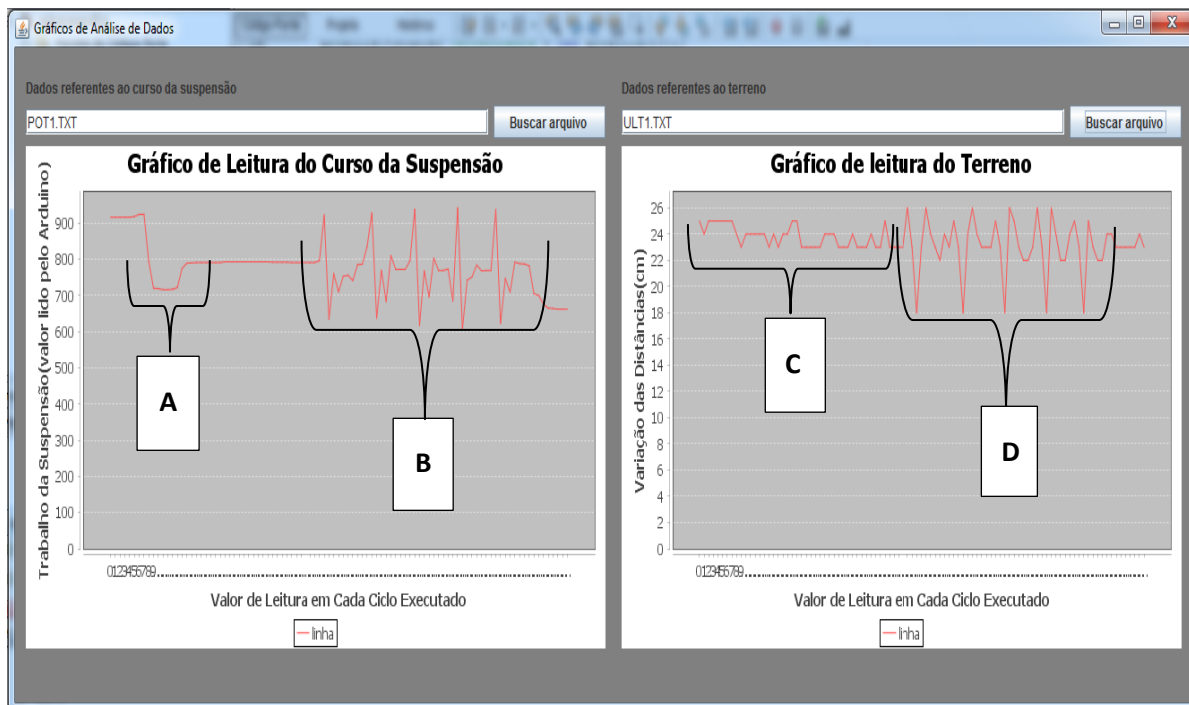 Gráficos de Análise de Dados
Código-Fonte Projeto Histórico
Dados referentes ao curso da suspensão
POT1.TXT
Buscar arquivo
Gráfico de Leitura do Curso da Suspensão
Trabalho da Suspensão(valor lido pelo Arduino)
900
800
700
600
500
400
300
200
100
0
A
B
0123456789
Valor de Leitura em Cada Ciclo Executado
linha
Dados referentes ao terreno
ULT1.TXT
Buscar arquivo
Gráfico de leitura do Terreno
Variação das Distâncias(cm)
26
24
22
20
18
16
14
12
10
8
6
4
2
0
C
D
0123456789
Valor de Leitura em Cada Ciclo Executado
linha